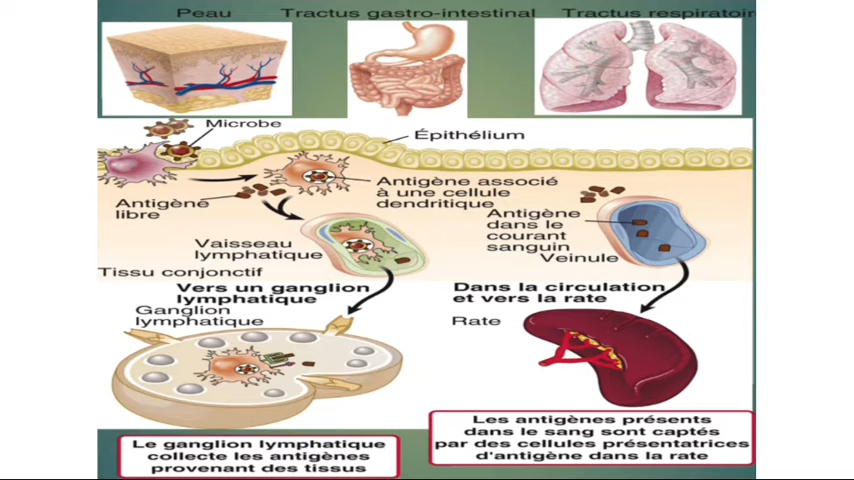 Peau
Tractus gastro-intestinal
Tractus respiratoir
Microbe
Épithélium
Antigène associé
à une cellule
dendritique
Antigène
libre
Antigène
dans le
courant
sanguin
Vaisseau
lymphatique
Veinule
Tissu conjonctif
Vers un ganglion
lymphatique
Dans la circulation
et vers la rate
Ganglion
lymphatique
Rate
Le ganglion lymphatique
collecte les antigènes
provenant des tissus
Les antigènes présents
dans le sang sont captés
par des cellules présentatrices
d'antigène dans la rate